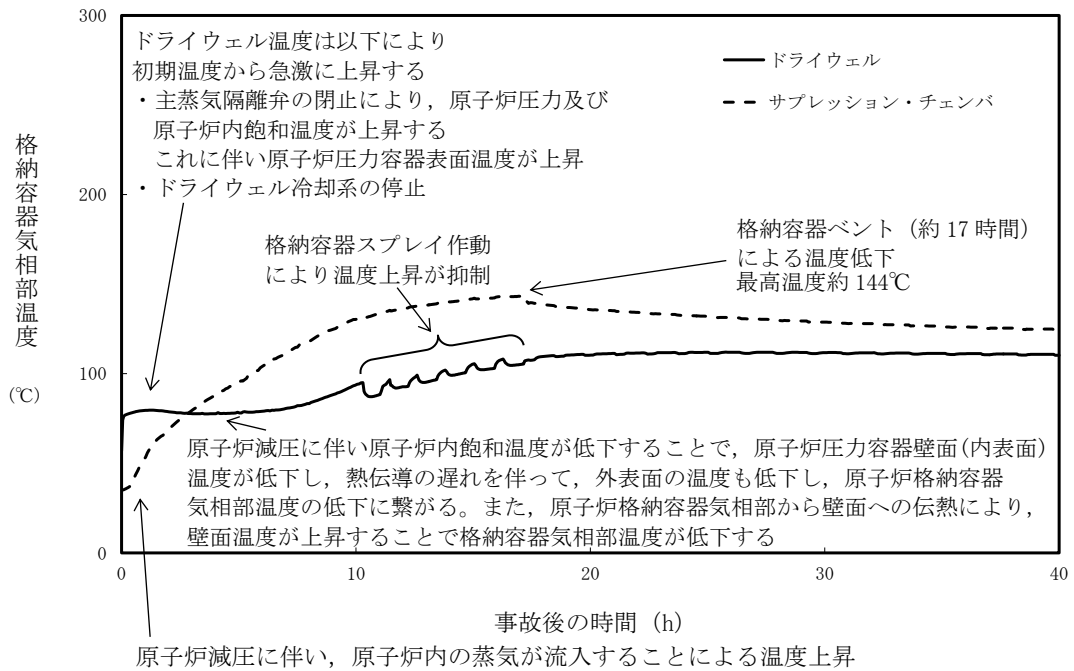 300
ドライウェル温度は以下により
初期温度から急激に上昇する
・主蒸気隔離弁の閉止により，原子炉圧力及び
原子炉内飽和温度が上昇する
これに伴い原子炉圧力容器表面温度が上昇
・ドライウェル冷却系の停止
ドライウェル
サプレッション・チェンバ
格納容器気相部温度
(℃)
200
格納容器スプレイ作動
により温度上昇が抑制
格納容器ベント（約 17 時間）
による温度低下
最高温度約 144℃
100
原子炉減圧に伴い原子炉内飽和温度が低下することで，原子炉圧力容器壁面(内表面)
温度が低下し，熱伝導の遅れを伴って，外表面の温度も低下し，原子炉格納容器
気相部温度の低下に繋がる。また，原子炉格納容器気相部から壁面への伝熱により，
壁面温度が上昇することで格納容器気相部温度が低下する
0
0 10 20 30 40
事故後の時間 (h)
原子炉減圧に伴い，原子炉内の蒸気が流入することによる温度上昇